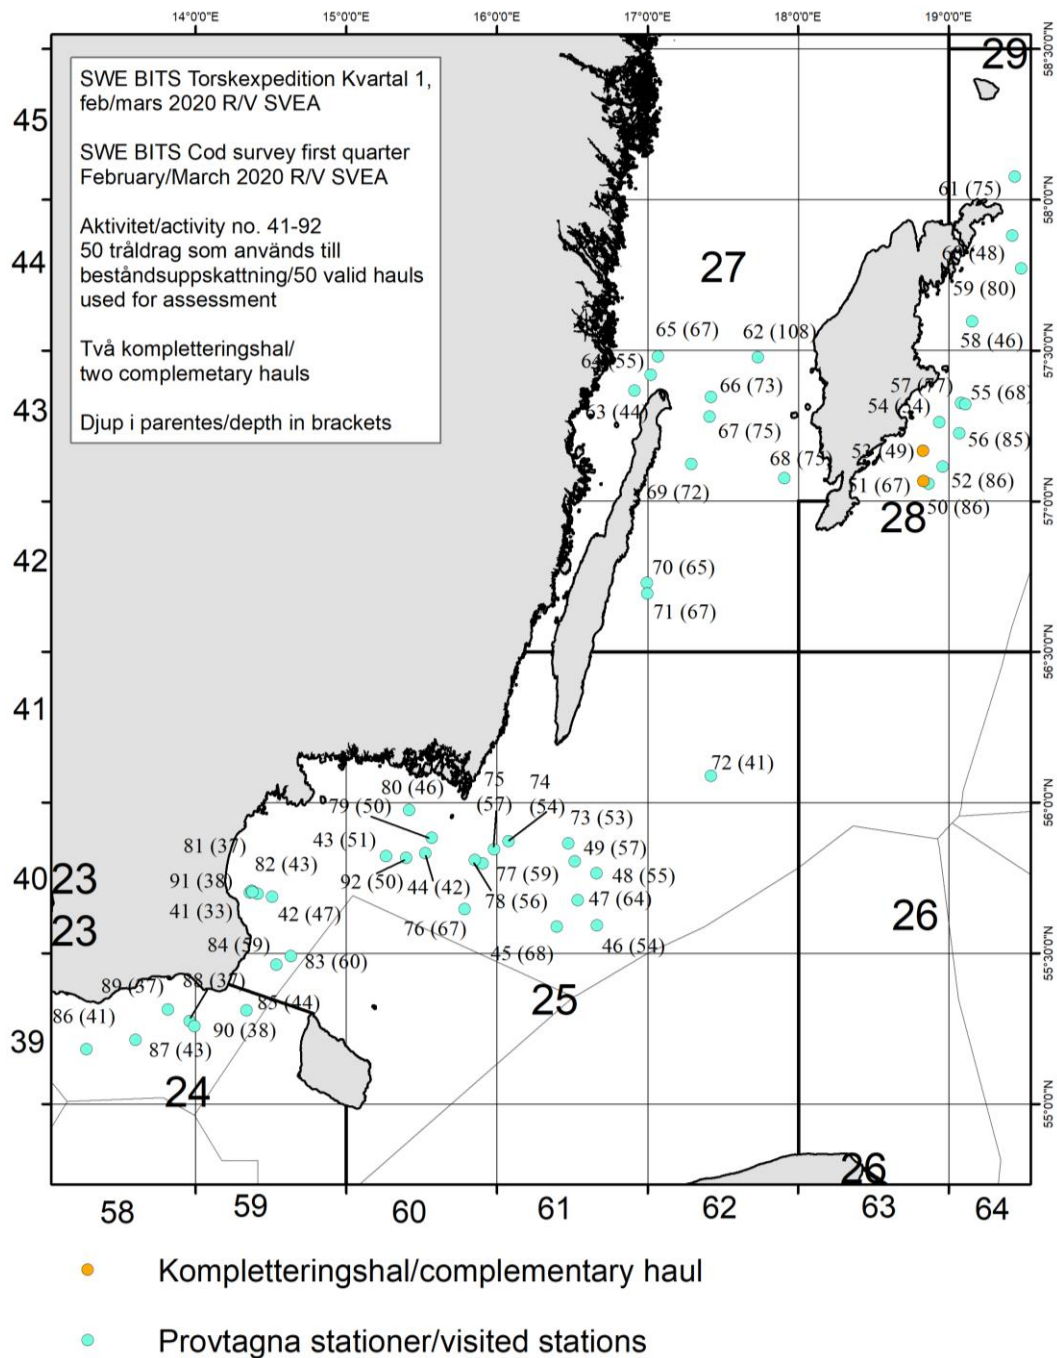 14°0'0"E 15°0'0"E 16°0'0"E 17°0'0"E 18°0'0"E 19°0'0"E
SWE BITS Torskexpedition Kvartal 1,
feb/mars 2020 R/V SVEA
SWE BITS Cod survey first quarter
February/March 2020 R/V SVEA
Aktivitet/activity no. 41-92
50 tråldrag som används till
beståndsuppskattning/50 valid hauls
used for assessment
Två kompletteringshal/
two complemetary hauls
Djup i parentes/depth in brackets
29
58°30'0"N
45
61 (75)
58°0'0"N
44
27
(48)
59 (80)
58 (46)
65 (67) 62 (108)
57°30'0"N
64 (55)
66 (73)
57 (77) 55 (68)
43
63 (44)
54 (54)
67 (75)
56 (85)
53 (49)
68 (75)
69 (72)
51 (67)
52 (86)
50 (86)
57°0'0"N
28
42
70 (65)
71 (67)
56°30'0"N
41
72 (41)
80 (46)
75
(57)
74
(54)
79 (50)
56°0'0"N
73 (53)
43 (51)
81 (37)
82 (43)
49 (57)
40
23
91 (38)
92 (50)
44 (42)
77 (59)
48 (55)
78 (56)
47 (64)
41 (33)
42 (47)
76 (67)
26
23
84 (59)
45 (68)
46 (54)
83 (60)
55°30'0"N
89 (37)
88 (37)
85 (44)
25
86 (41)
90 (38)
39
87 (43)
24
55°0'0"N
26
58 59 60 61 62 63 64
Kompletteringshal/complementary haul
Provtagna stationer/visited stations